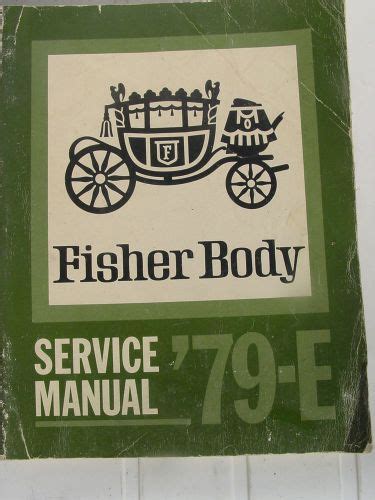 F
Fisher Body
SERVICE
MANUAL
'79-E